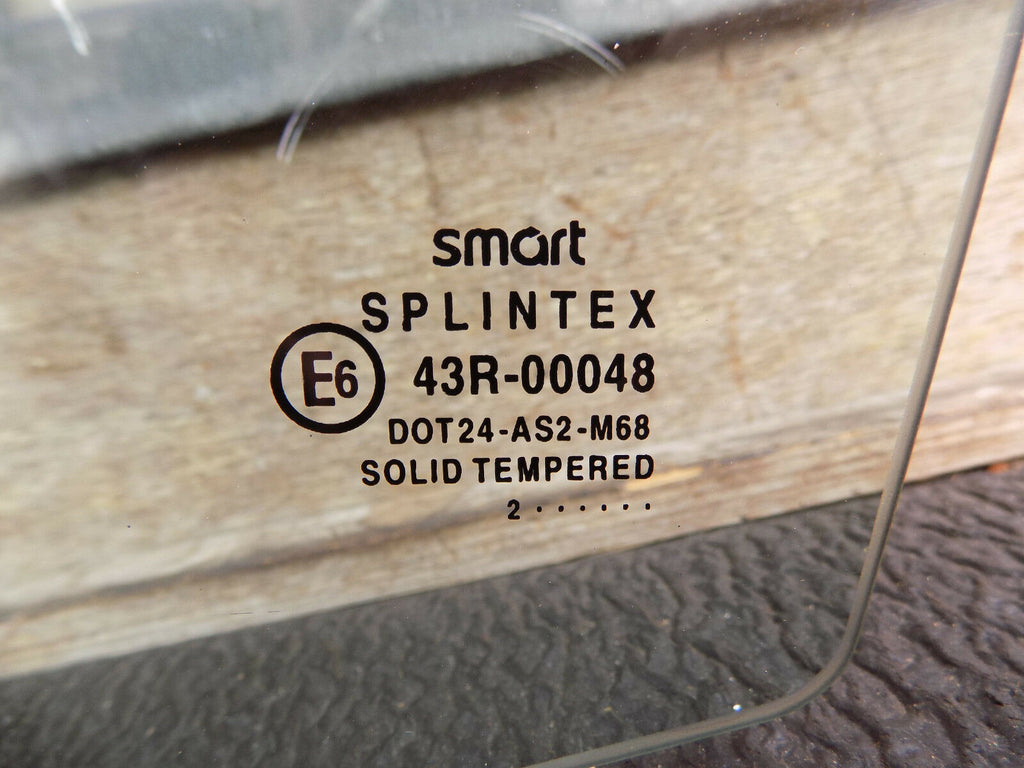 smart
SPLINTEX
E6 43R-00048
DOT24-AS2-M68
SOLID TEMPERED
2 · · · · · ·